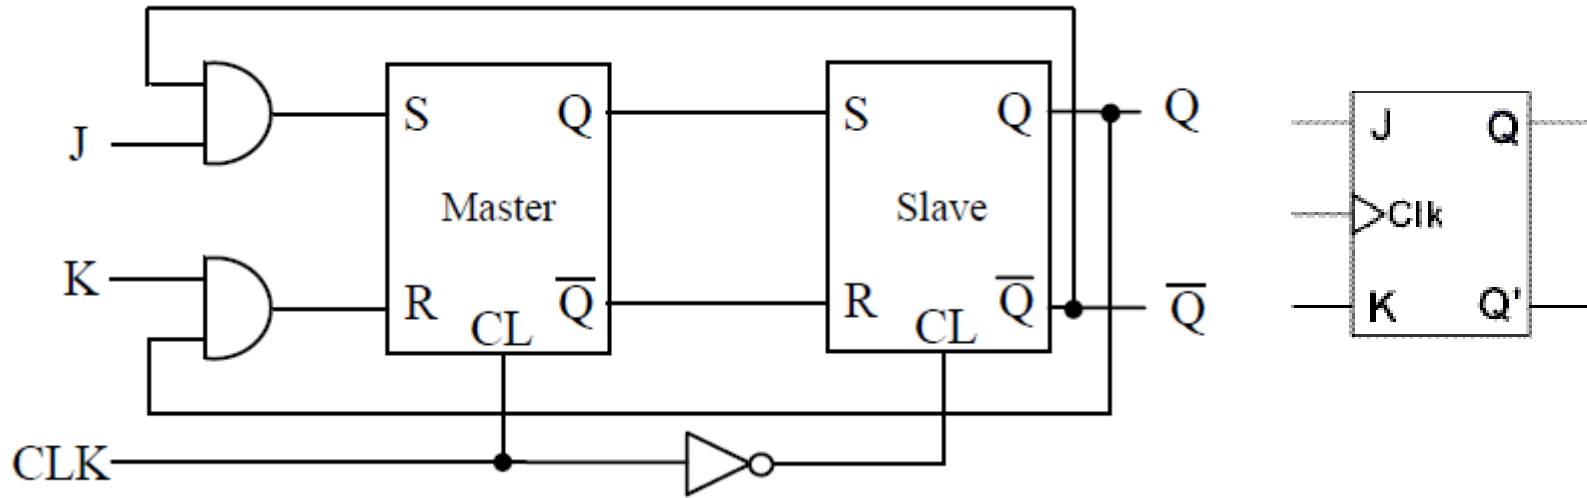 J
K
CLK
S Q
Master
R Q̅
CL
S Q
Slave
R Q̅
CL
Q
Q̅
J Q
Clk
K Q'